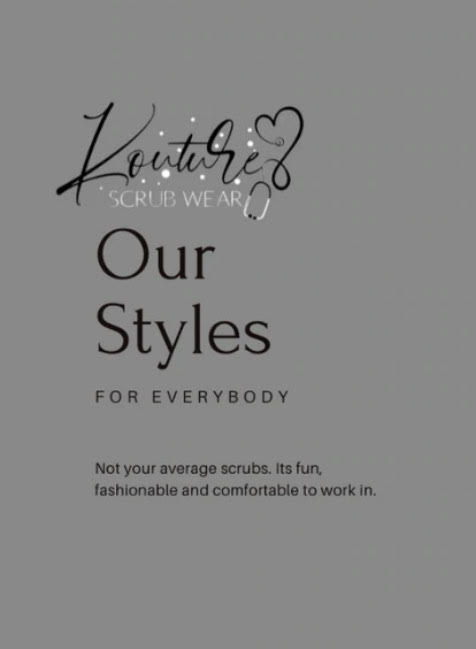 Kouture
SCRUB WEAR
Our
Styles
FOR EVERYBODY
Not your average scrubs. Its fun,
fashionable and comfortable to work in.